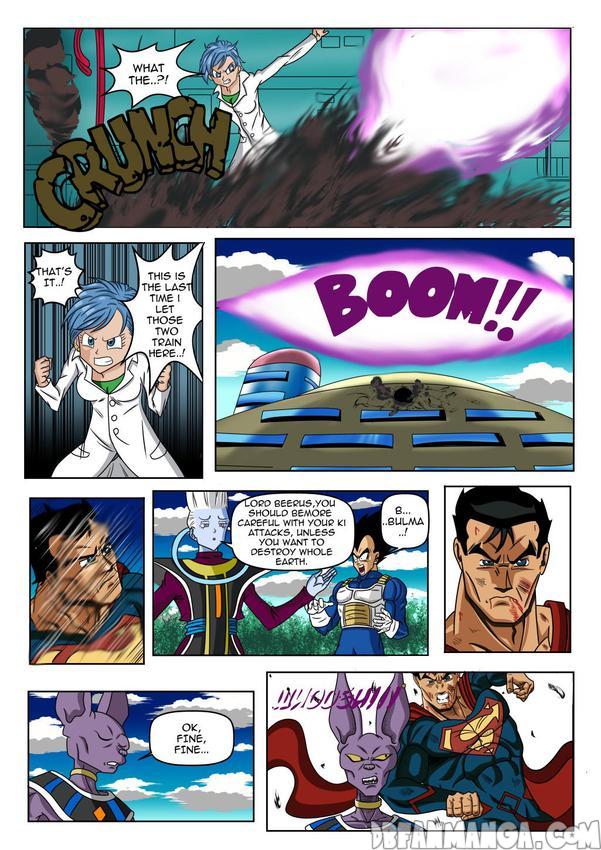 WHAT
THE..?!
CRUNCH
THAT'S
IT..!
THIS IS
THE LAST
TIME I
LET
THOSE
TWO
TRAIN
HERE..!
BOOM!!
LORD BEERUS,YOU
SHOULD BEMORE
CAREFUL WITH YOUR KI
ATTACKS, UNLESS
YOU WANT TO
DESTROY WHOLE
EARTH.
B...
...BULMA
..!
OK,
FINE,
FINE...
DBFANMANGA.COM